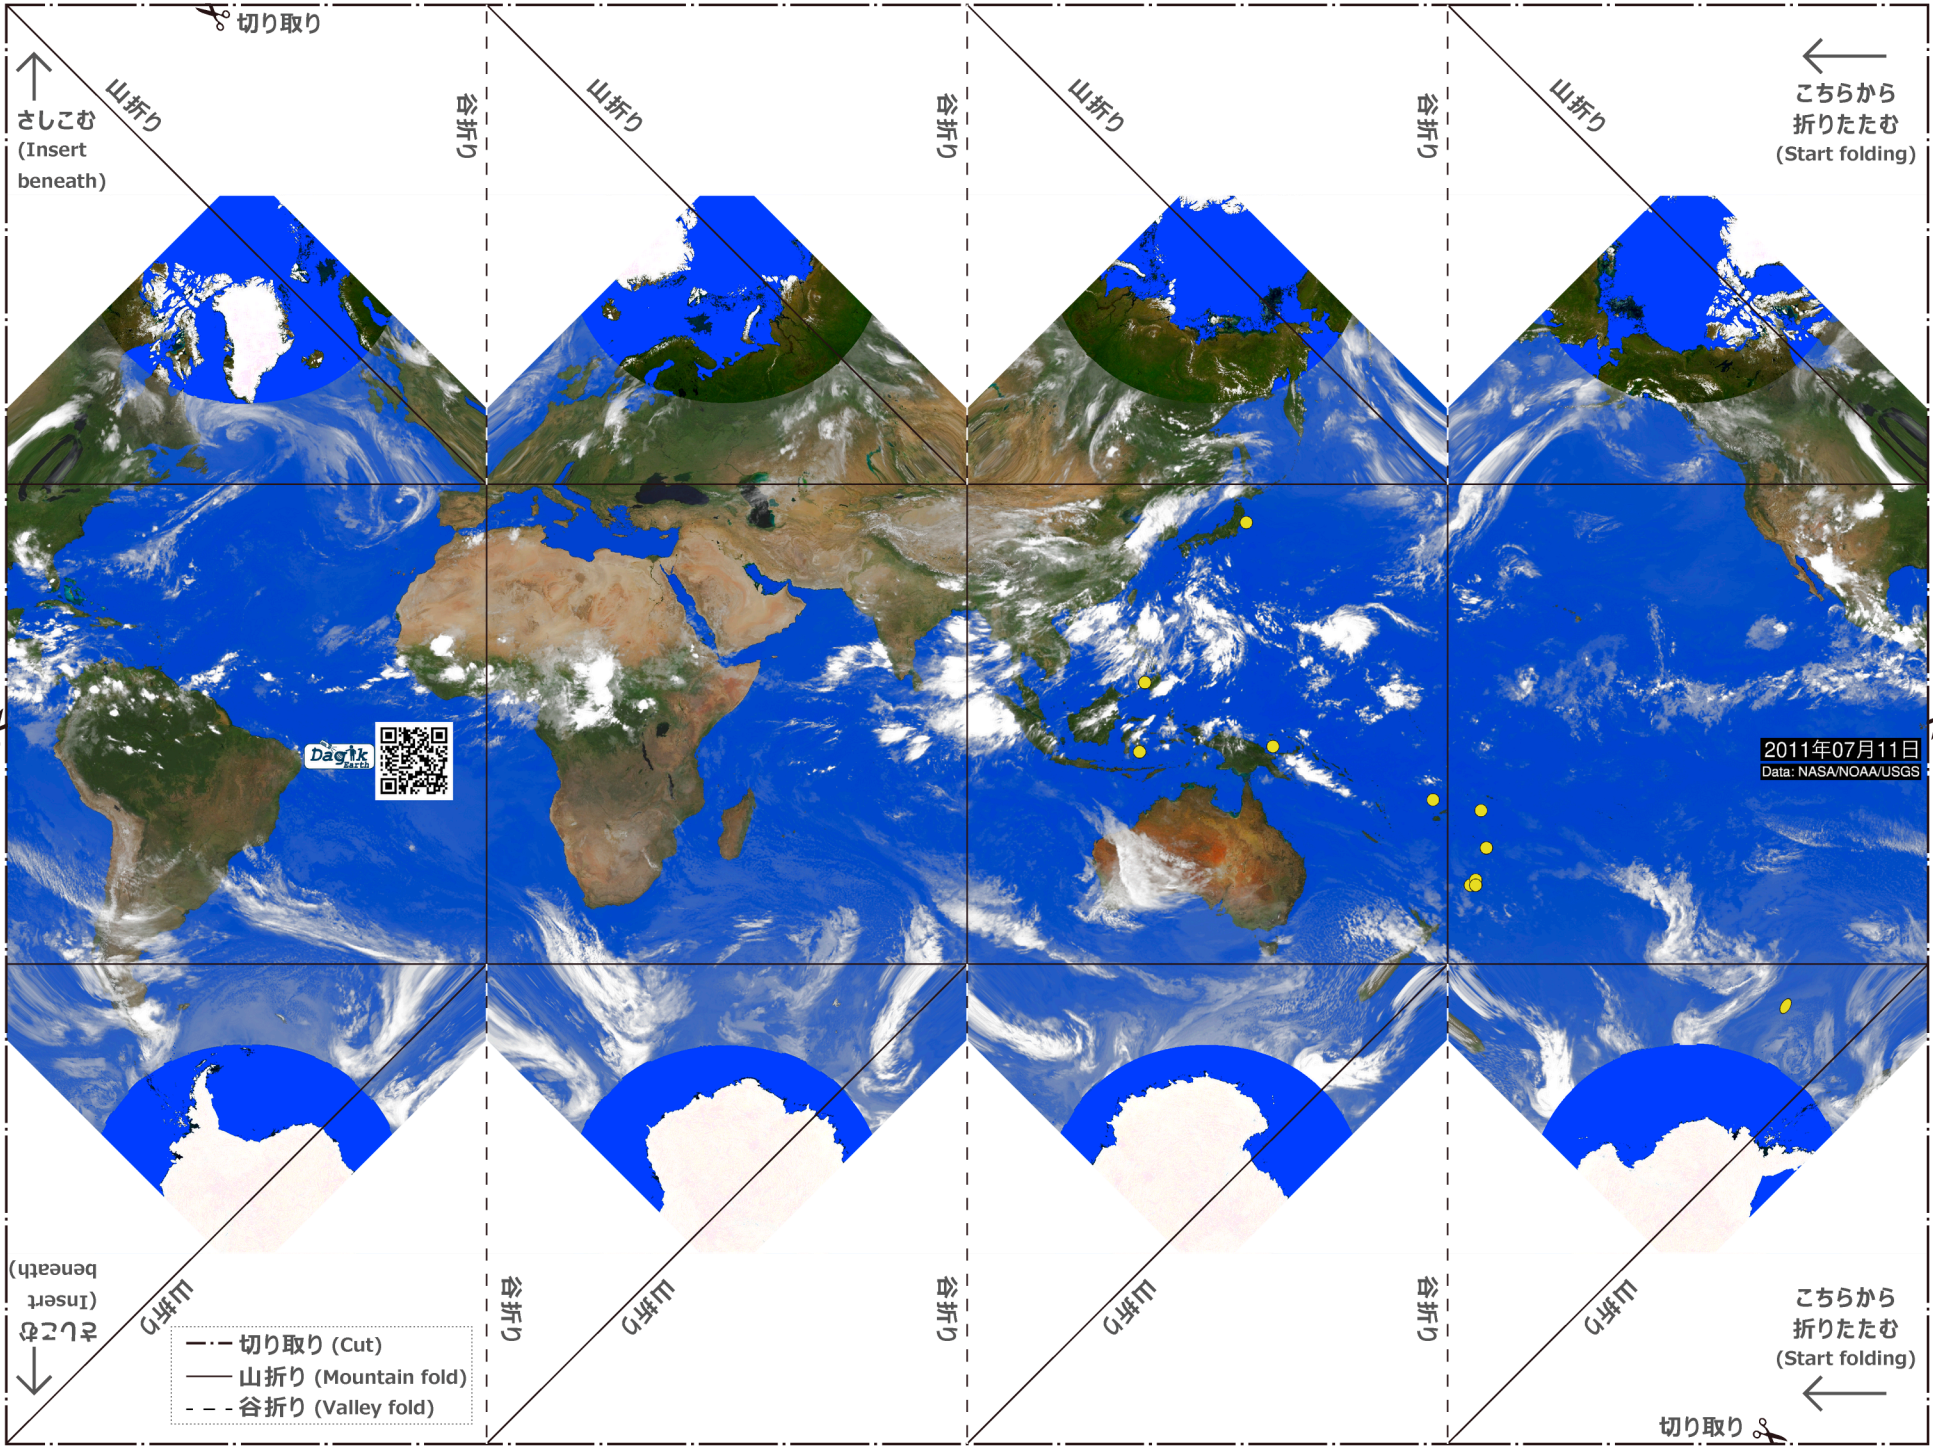 切り取り
山折り
谷折り
山折り
谷折り
山折り
谷折り
山折り
さしこむ
(Insert
beneath)
こちらから
折りたたむ
(Start folding)
Dagik
Earth
2011年07月11日
Data: NASA/NOAA/USGS
さしこむ
(Insert
beneath)
山折り
谷折り
山折り
谷折り
山折り
谷折り
山折り
こちらから
折りたたむ
(Start folding)
切り取り (Cut)
山折り (Mountain fold)
谷折り (Valley fold)
切り取り